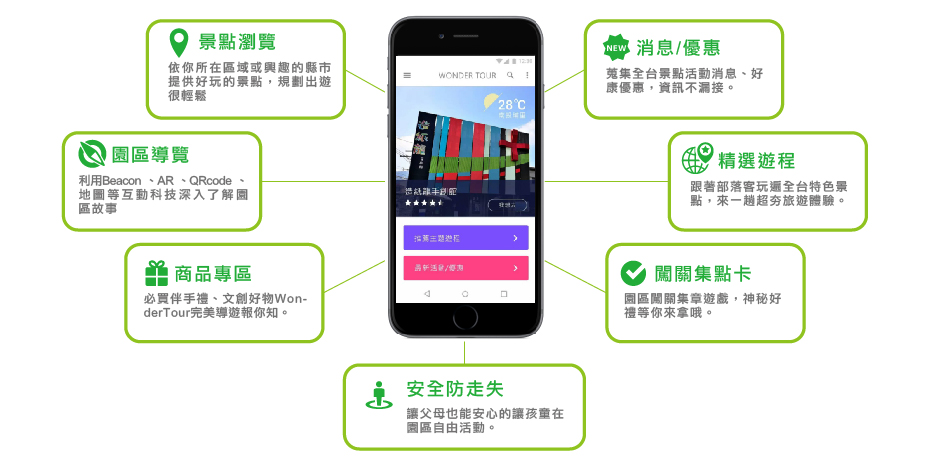 景點瀏覽
依你所在區域或興趣的縣市
提供好玩的景點，規劃出遊
很輕鬆
園區導覽
利用Beacon 、AR 、QRcode 、
地圖等互動科技深入了解園
區故事
商品專區
必買伴手禮、文創好物Won-
derTour完美導遊報你知。
12:30
WONDER TOUR
28°C
造紙龍手創館
推薦主題遊程
最新消息/優惠
NEW
消息/優惠
蒐集全台景點活動消息、好
康優惠，資訊不漏接。
精選遊程
跟著部落客玩遍全台特色景
點，來一趟超夯旅遊體驗。
闖關集點卡
園區闖關集章遊戲，神秘好
禮等你來拿哦。
安全防走失
讓父母也能安心的讓孩童在
園區自由活動。